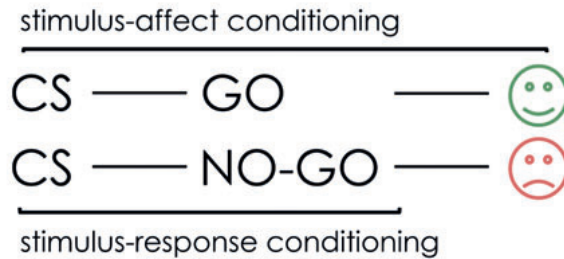 stimulus-affect conditioning
CS GO
CS NO-GO
stimulus-response conditioning